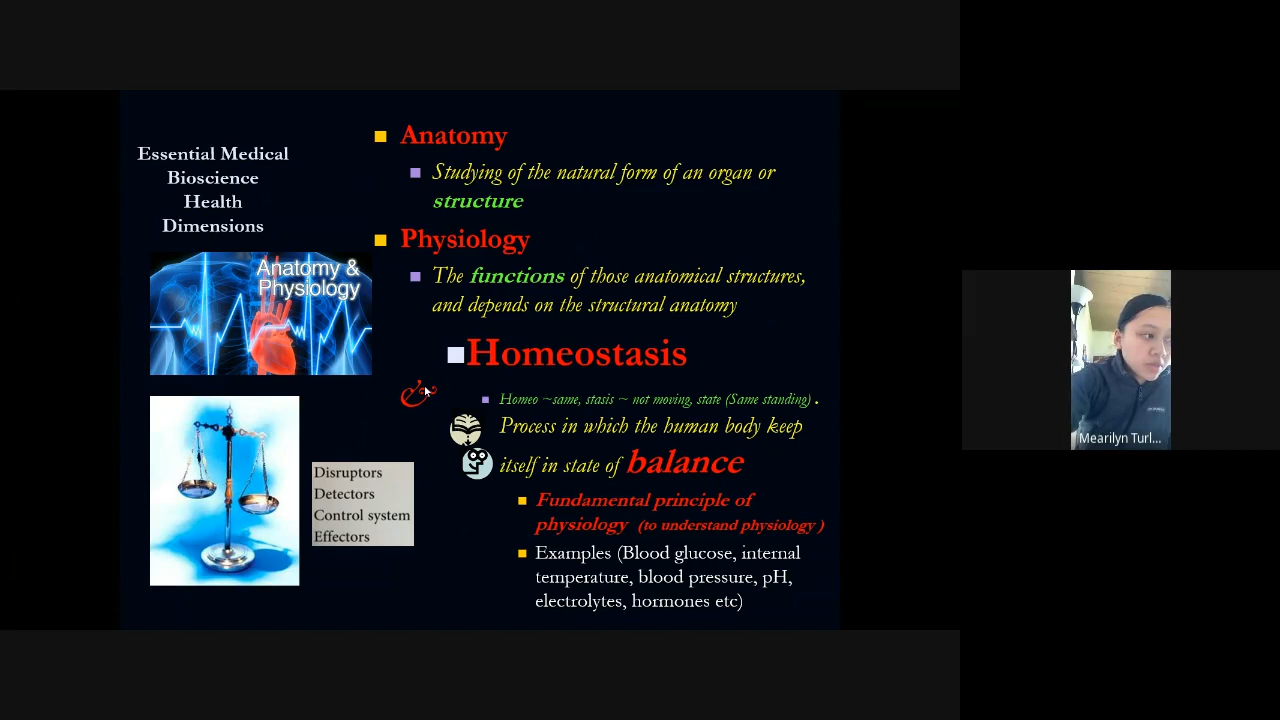 Essential Medical
Bioscience
Health
Dimensions
Anatomy &
Physiology
Disruptors
Detectors
Control system
Effectors
Anatomy
Studying of the natural form of an organ or
structure
Physiology
The functions of those anatomical structures,
and depends on the structural anatomy
Homeostasis
&
Homeo ~same, stasis ~ not moving, state (Same standing) .
Process in which the human body keep
itself in state of balance
Fundamental principle of
physiology (to understand physiology )
Examples (Blood glucose, internal
temperature, blood pressure, pH,
electrolytes, hormones etc)
Mearilyn Turl...